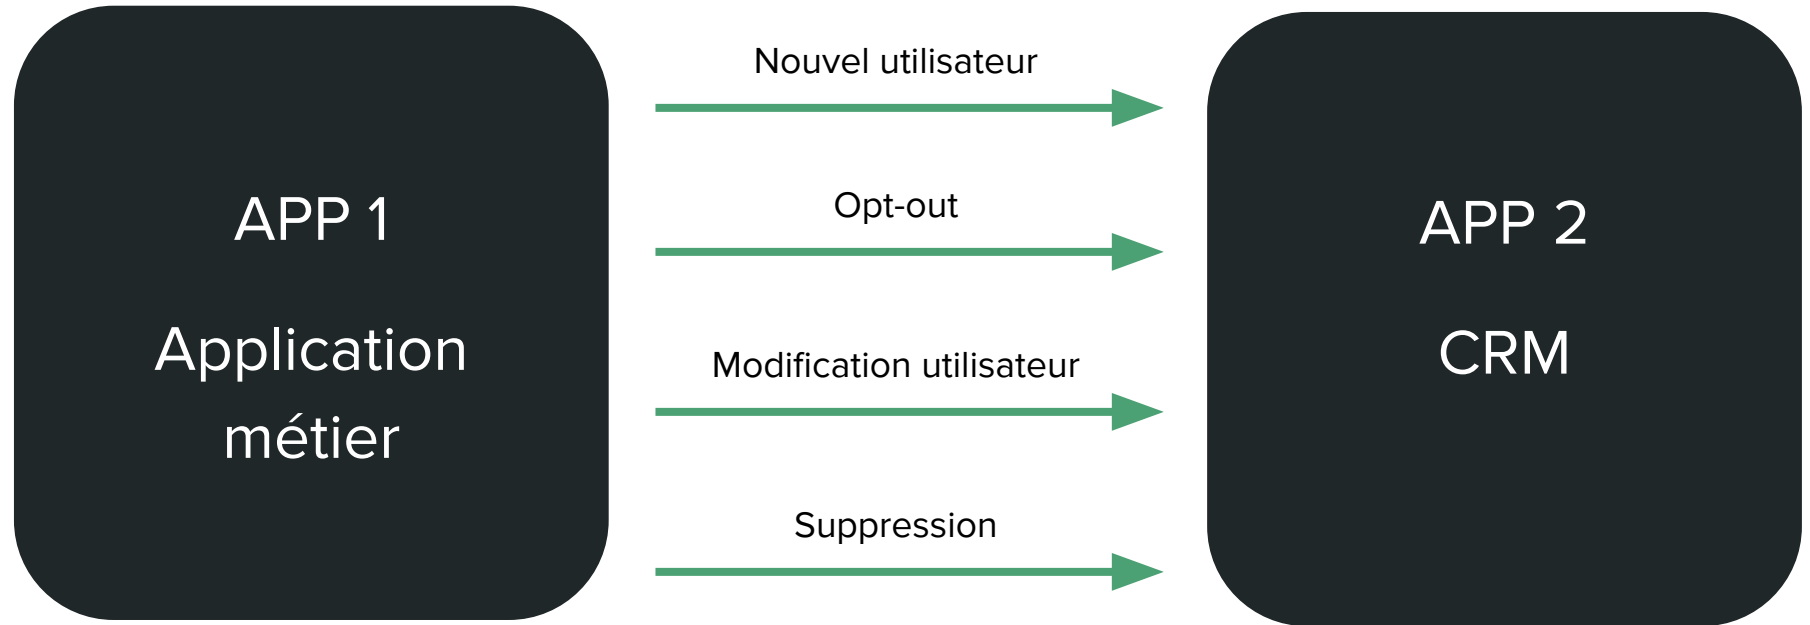 APP 1
Application
métier
Nouvel utilisateur
Opt-out
Modification utilisateur
Suppression
APP 2
CRM